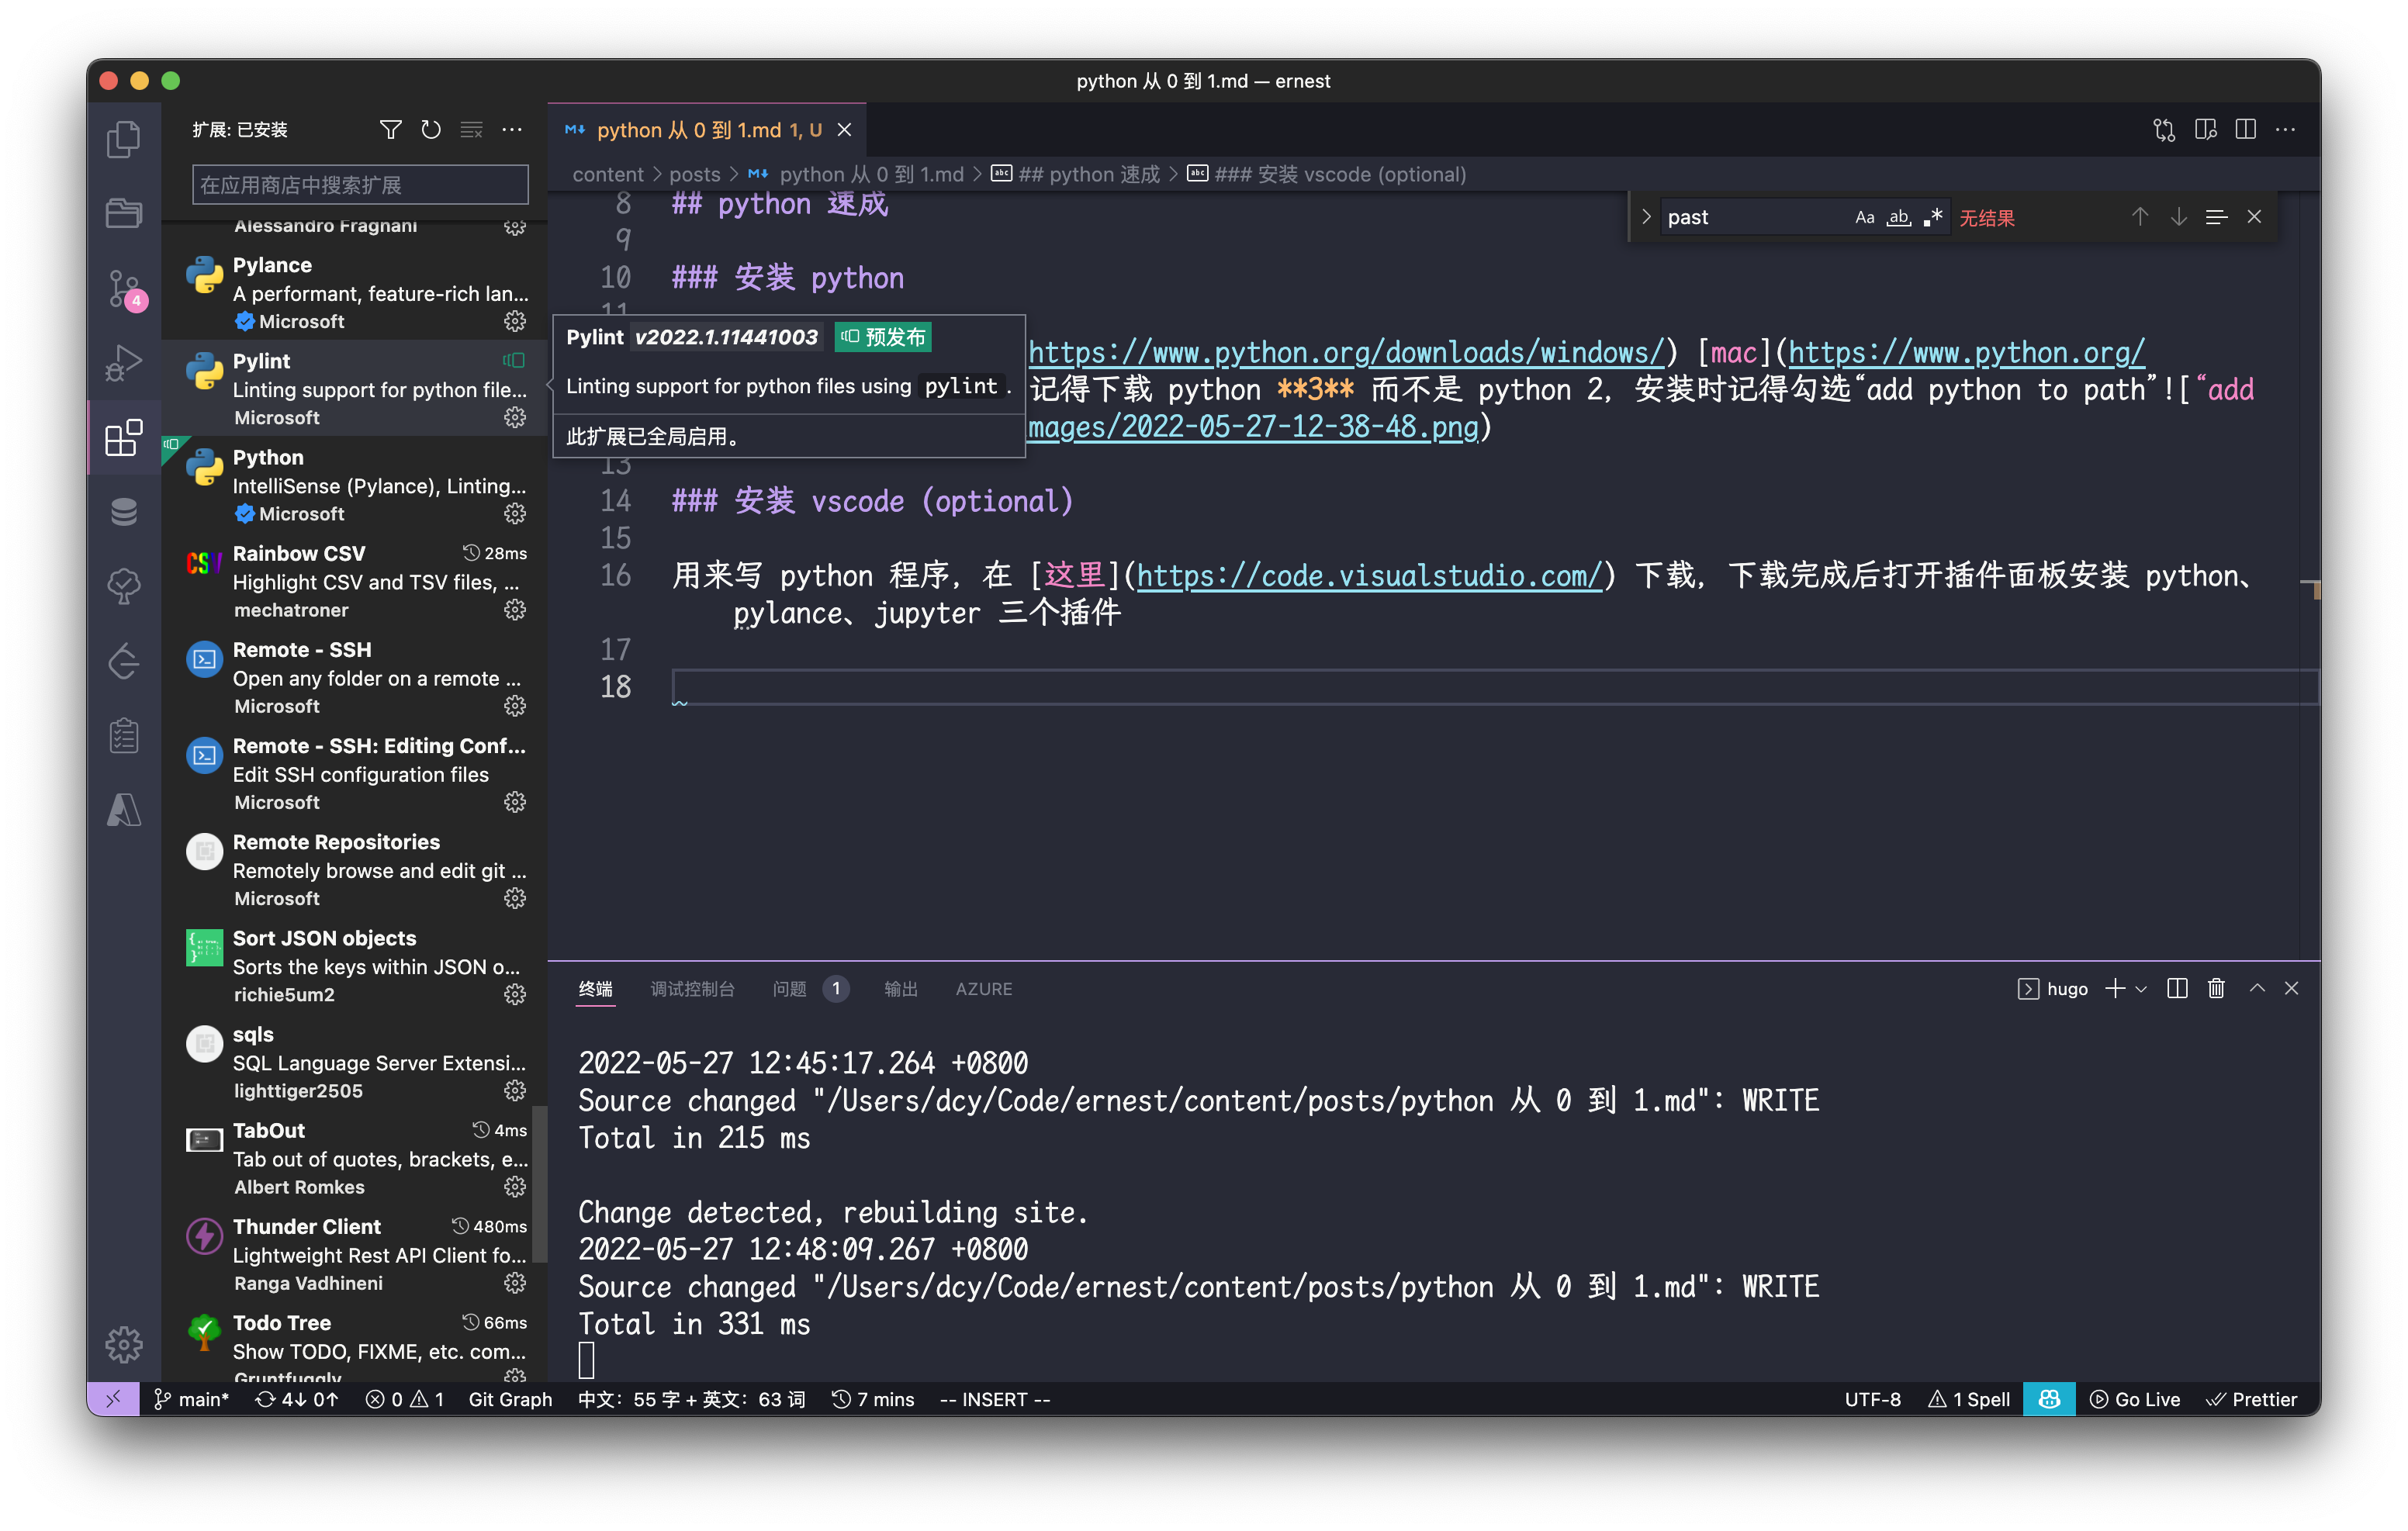 python 从 0 到 1.md — ernest
扩展: 已安装
在应用商店中搜索扩展
Alessandro Fragnani
Pylance
A performant, feature-rich lan...
Microsoft
Pylint
Linting support for python file...
Microsoft
Python
IntelliSense (Pylance), Linting...
Microsoft
Rainbow CSV 28ms
Highlight CSV and TSV files, ...
mechatroner
Remote - SSH
Open any folder on a remote ...
Microsoft
Remote - SSH: Editing Conf...
Edit SSH configuration files
Microsoft
Remote Repositories
Remotely browse and edit git ...
Microsoft
Sort JSON objects
Sorts the keys within JSON o...
richie5um2
sqls
SQL Language Server Extensi...
lighttiger2505
TabOut 4ms
Tab out of quotes, brackets, e...
Albert Romkes
Thunder Client 480ms
Lightweight Rest API Client fo...
Ranga Vadhineni
Todo Tree 66ms
Show TODO, FIXME, etc. com...
Gruntfuggly
4
CSV
python 从 0 到 1.md 1, U
content > posts > python 从 0 到 1.md > ## python 速成 > ### 安装 vscode (optional)
past Aa ab 无结果
8 ## python 速成
9
10 ### 安装 python
11
Pylint v2022.1.11441003 预发布
Linting support for python files using pylint.
此扩展已全局启用。
https://www.python.org/downloads/windows/) [mac](https://www.python.org/
记得下载 python **3** 而不是 python 2, 安装时记得勾选“add python to path”![“add
mages/2022-05-27-12-38-48.png)
13
14 ### 安装 vscode (optional)
15
16 用来写 python 程序, 在 [这里](https://code.visualstudio.com/) 下载, 下载完成后打开插件面板安装 python、
pylance、jupyter 三个插件
17
18
终端 调试控制台 问题 1 输出 AZURE
hugo
2022-05-27 12:45:17.264 +0800
Source changed "/Users/dcy/Code/ernest/content/posts/python 从 0 到 1.md": WRITE
Total in 215 ms
Change detected, rebuilding site.
2022-05-27 12:48:09.267 +0800
Source changed "/Users/dcy/Code/ernest/content/posts/python 从 0 到 1.md": WRITE
Total in 331 ms
main* 4↓ 0↑ 0 1 Git Graph 中文: 55 字 + 英文: 63 词 7 mins -- INSERT -- UTF-8 1 Spell Go Live Prettier